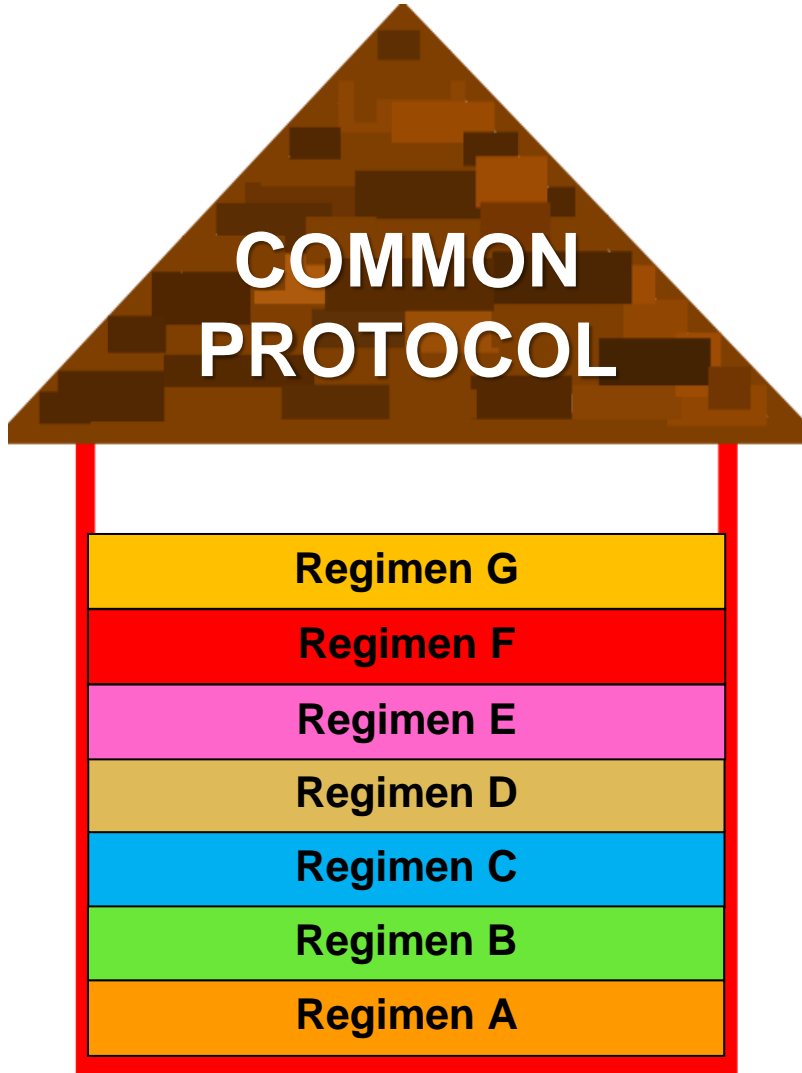 COMMON
PROTOCOL
Regimen G
Regimen F
Regimen E
Regimen D
Regimen C
Regimen B
Regimen A